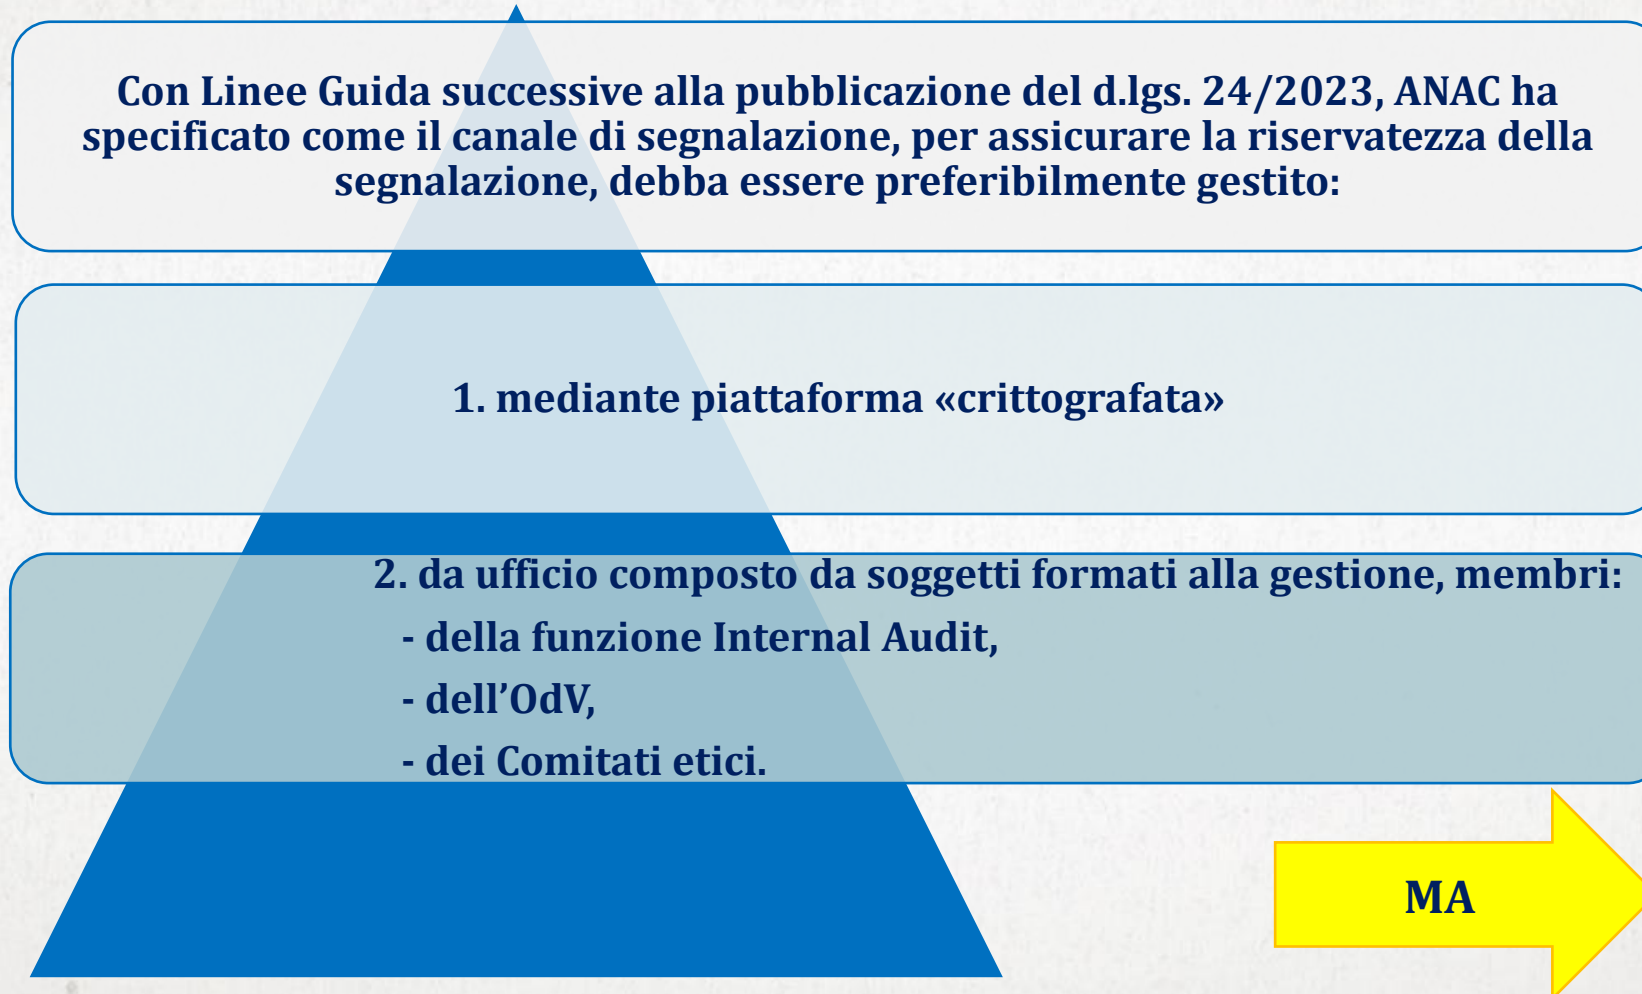 Con Linee Guida successive alla pubblicazione del d.lgs. 24/2023, ANAC ha
specificato come il canale di segnalazione, per assicurare la riservatezza della
segnalazione, debba essere preferibilmente gestito:
1. mediante piattaforma «crittografata»
2. da ufficio composto da soggetti formati alla gestione, membri:
- della funzione Internal Audit,
- dell’OdV,
- dei Comitati etici.
MA